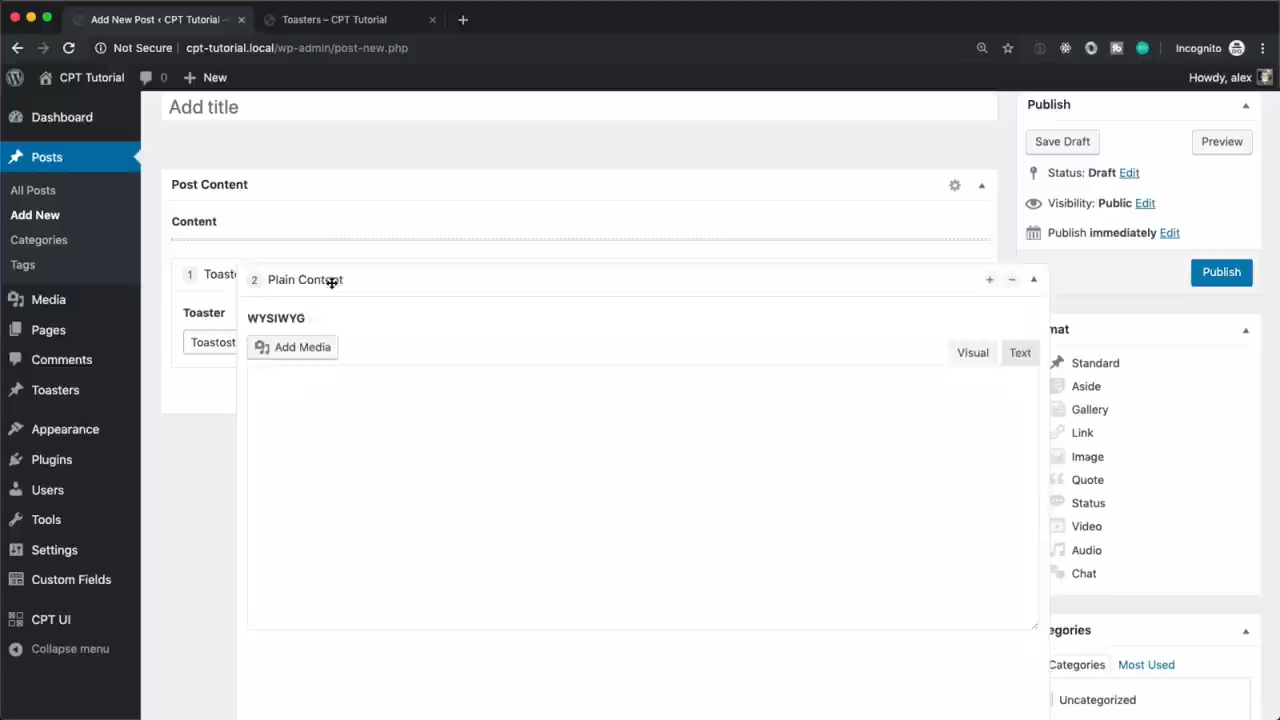 Add New Post ‹ CPT Tutorial –
Toasters – CPT Tutorial
Not Secure
cpt-tutorial.local/wp-admin/post-new.php
Incognito
CPT Tutorial
0
New
Howdy, alex
Dashboard
Posts
All Posts
Add New
Categories
Tags
Media
Pages
Comments
Toasters
Appearance
Plugins
Users
Tools
Settings
Custom Fields
CPT UI
Collapse menu
Add title
Post Content
Content
1
Toaste
Toaster
Toastost
2
Plain Content
WYSIWYG
Add Media
Visual
Text
Publish
Save Draft
Preview
Status: Draft Edit
Visibility: Public Edit
Publish immediately Edit
Publish
mat
Standard
Aside
Gallery
Link
Image
Quote
Status
Video
Audio
Chat
egories
Categories
Most Used
Uncategorized